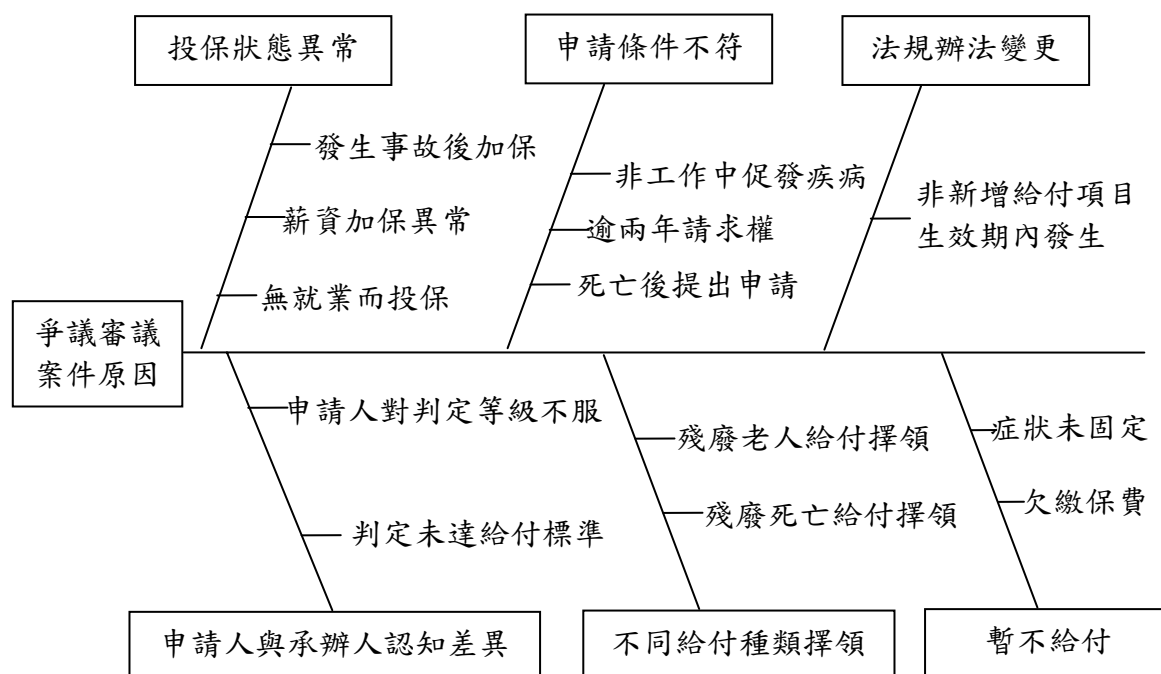 投保狀態異常
申請條件不符
法規辦法變更
發生事故後加保
薪資加保異常
無就業而投保
非工作中促發疾病
逾兩年請求權
死亡後提出申請
非新增給付項目
生效期內發生
爭議審議
案件原因
申請人對判定等級不服
判定未達給付標準
殘廢老人給付擇領
殘廢死亡給付擇領
症狀未固定
欠繳保費
申請人與承辦人認知差異
不同給付種類擇領
暫不給付